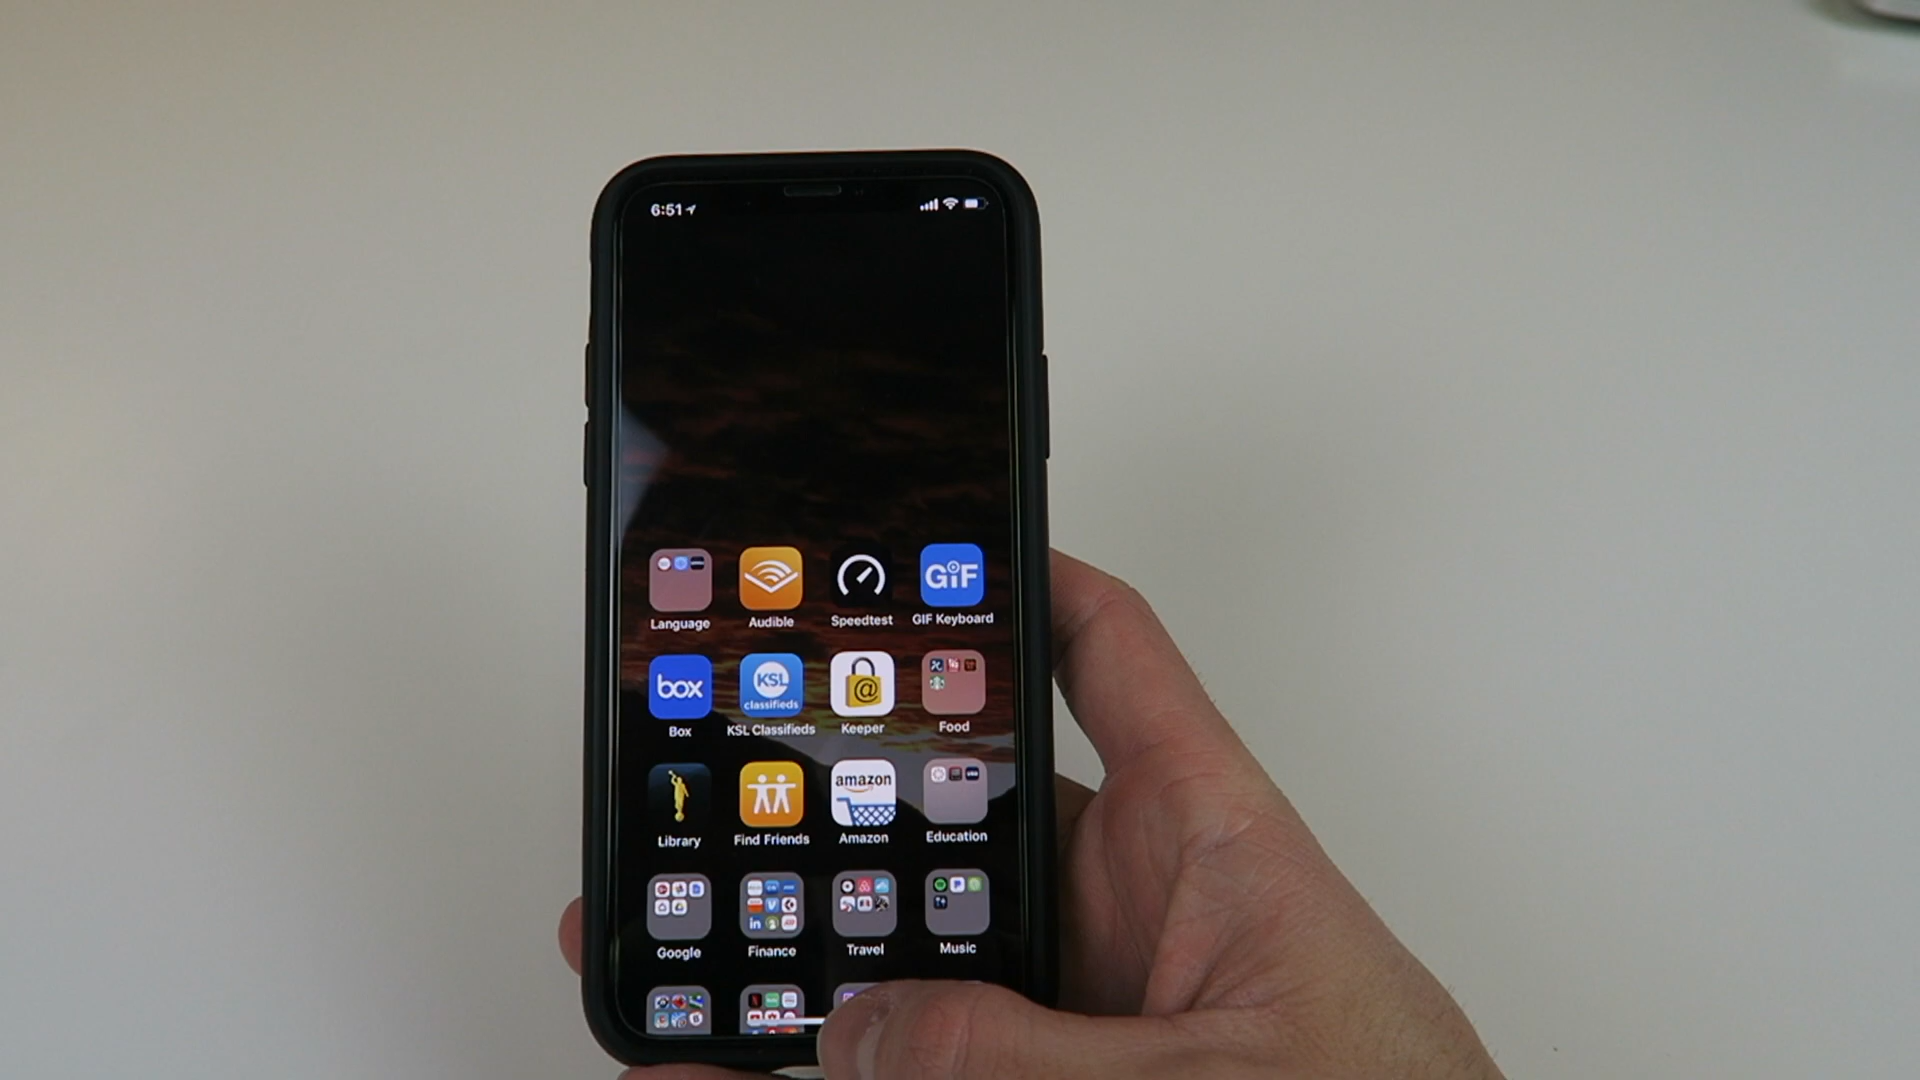 6:51
GIF
Language Audible Speedtest GIF Keyboard
box KSL
classifieds
Box KSL Classifieds Keeper Food
amazon
Library Find Friends Amazon Education
in
Google Finance Travel Music